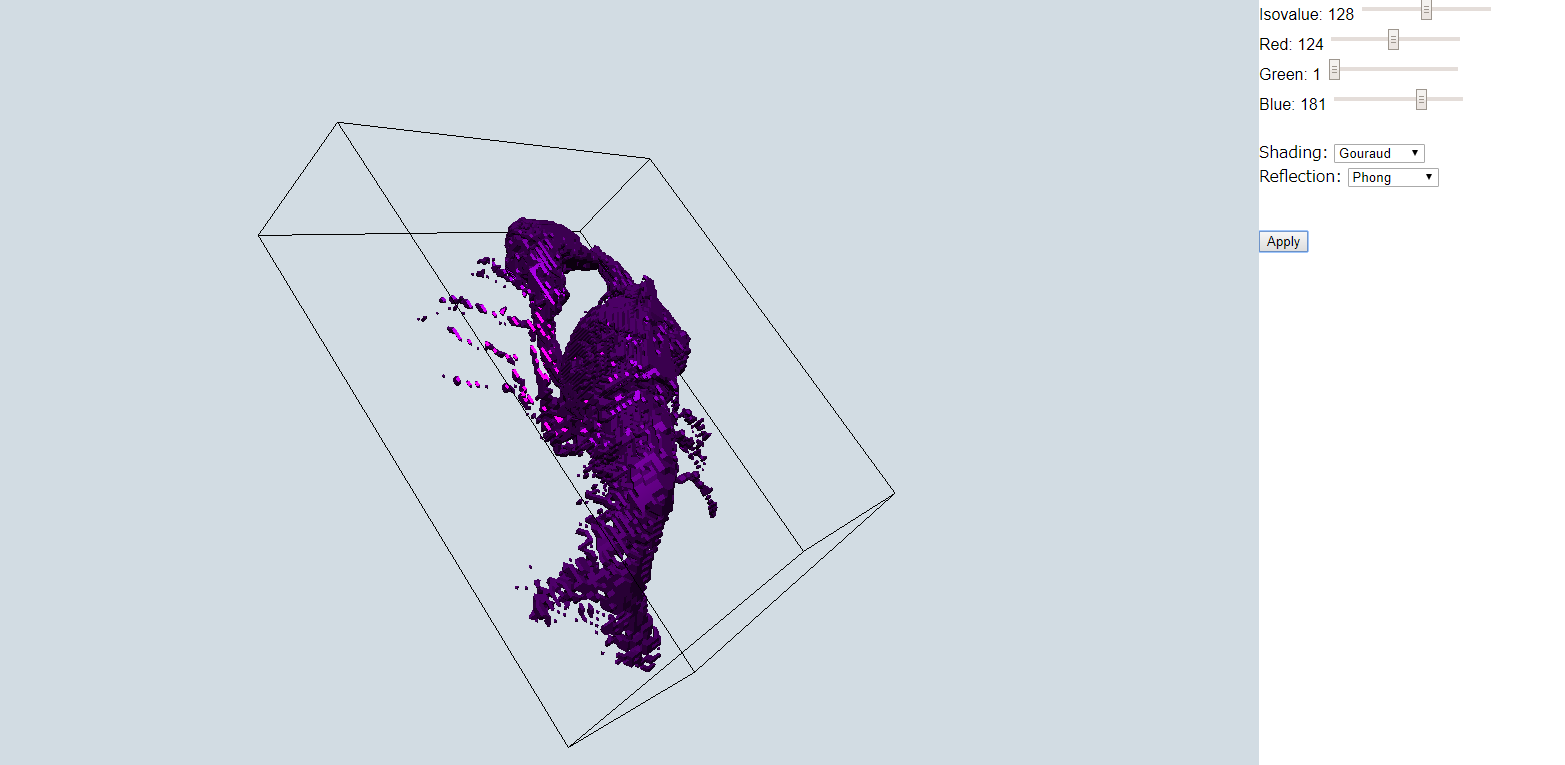 Isovalue: 128
Red: 124
Green: 1
Blue: 181
Shading: Gouraud
Reflection: Phong
Apply